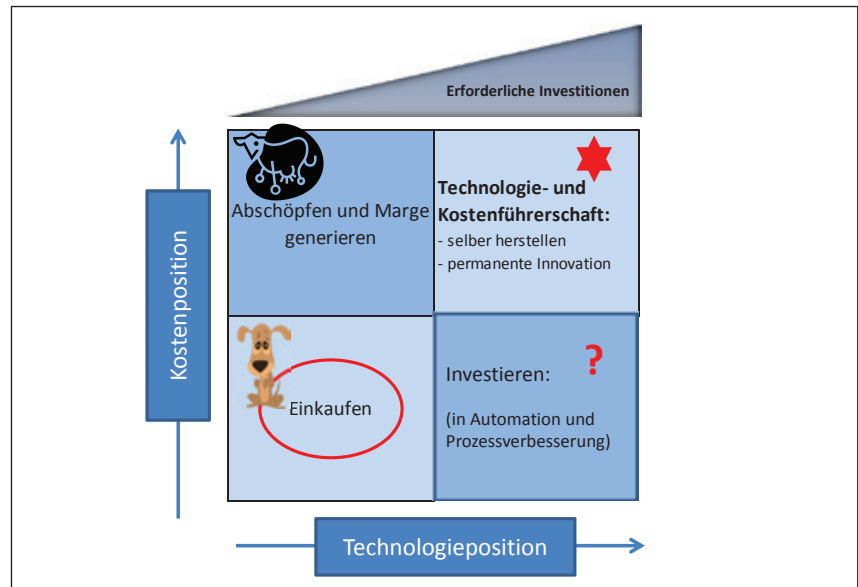 Erforderliche Investitionen
Abschöpfen und Marge
generieren
Technologie- und
Kostenführerschaft:
- selber herstellen
- permanente Innovation
Kostenposition
Einkaufen
?
Investieren:
(in Automation und
Prozessverbesserung)
Technologieposition